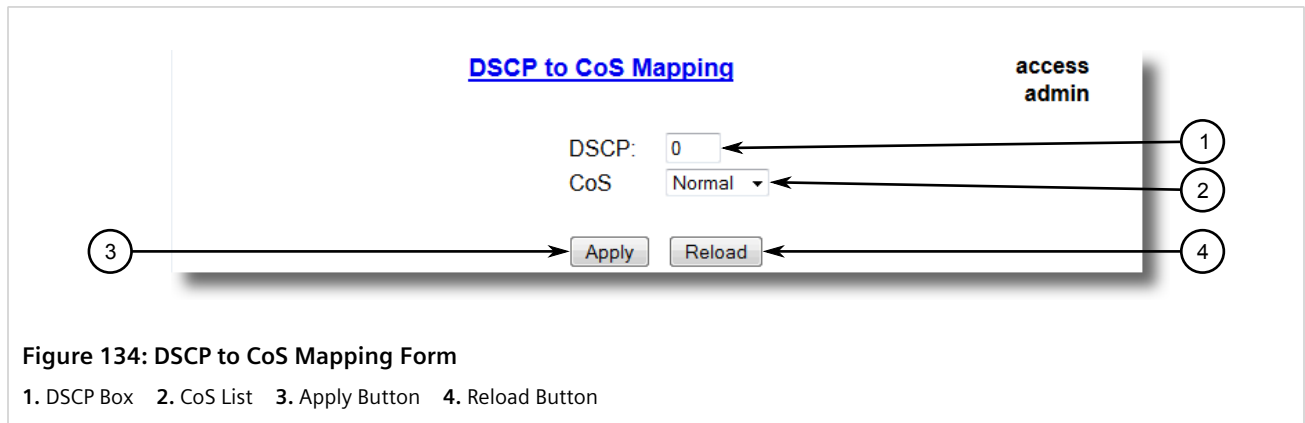 DSCP to CoS Mapping
access
admin
DSCP: 0
1
CoS Normal
2
3
Apply Reload
4
Figure 134: DSCP to CoS Mapping Form
1. DSCP Box 2. CoS List 3. Apply Button 4. Reload Button